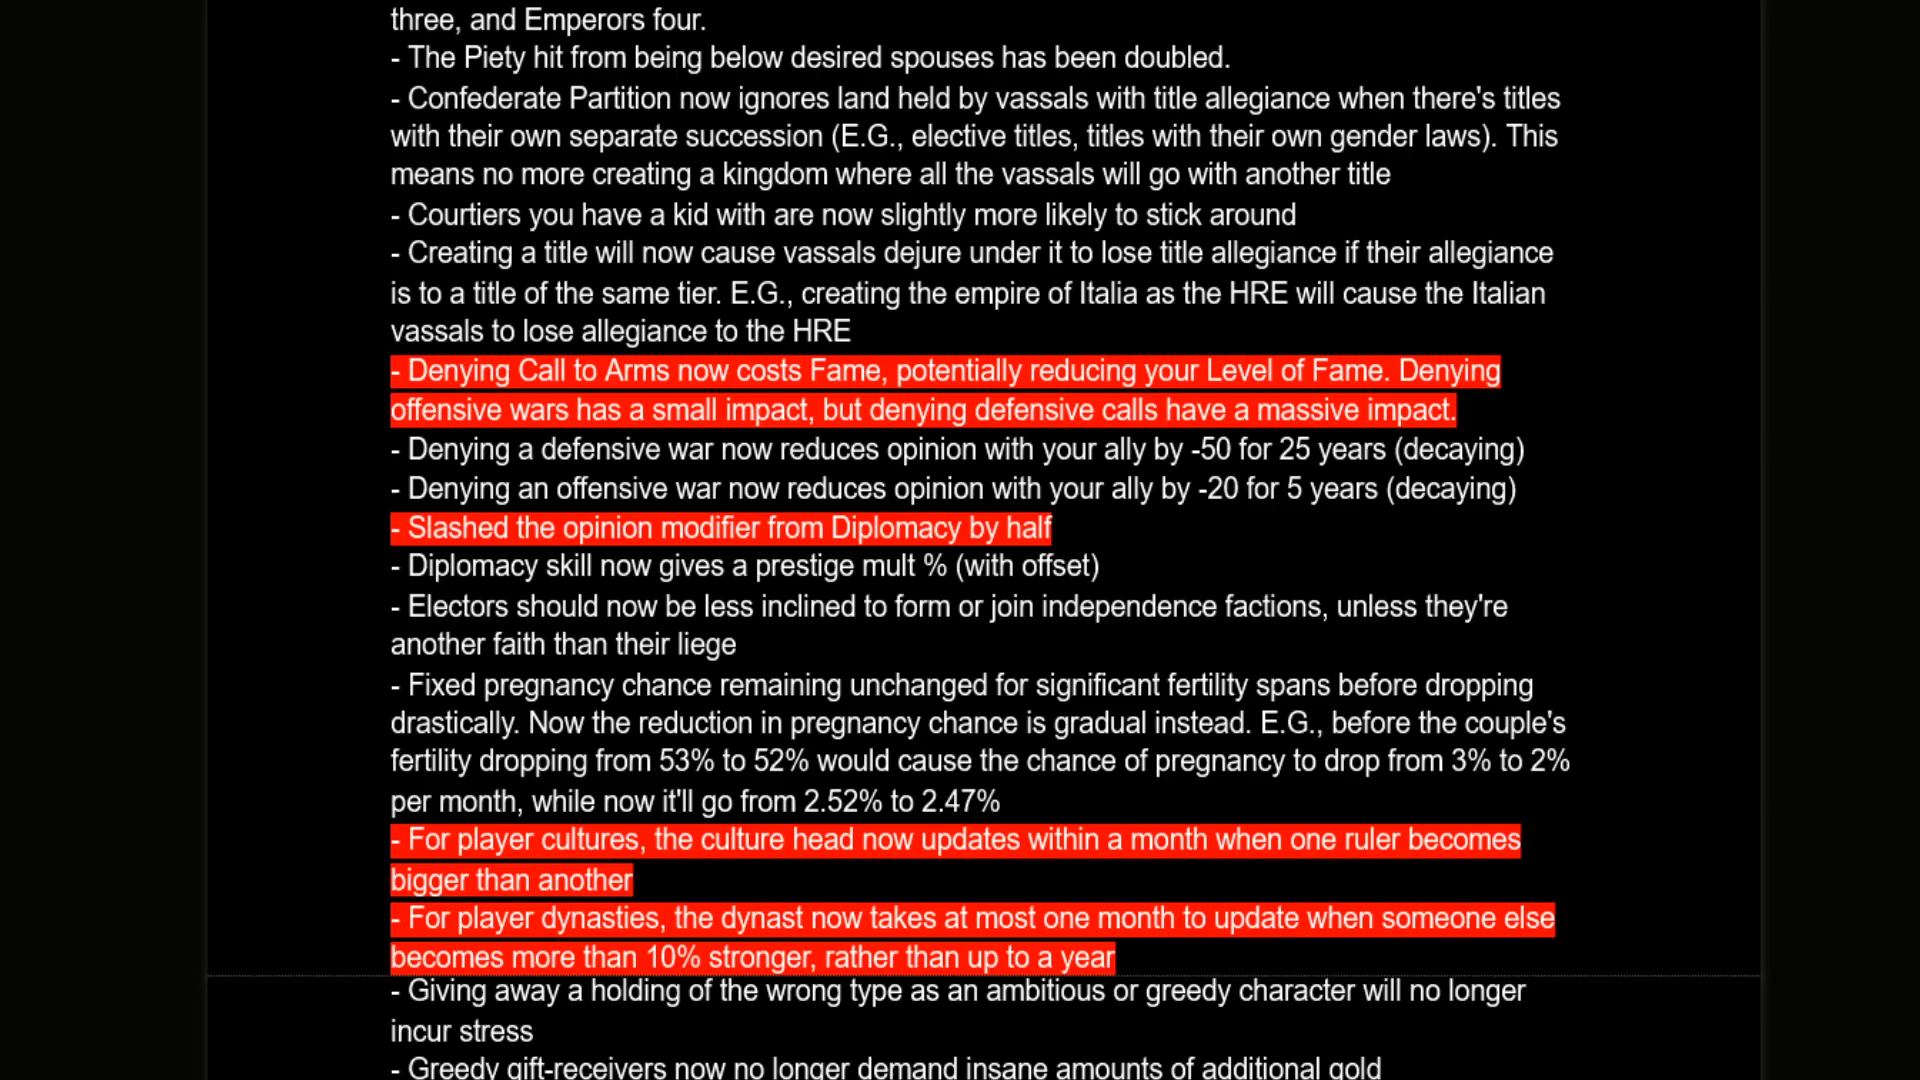 three, and Emperors four.
- The Piety hit from being below desired spouses has been doubled.
- Confederate Partition now ignores land held by vassals with title allegiance when there's titles
with their own separate succession (E.G., elective titles, titles with their own gender laws). This
means no more creating a kingdom where all the vassals will go with another title
- Courtiers you have a kid with are now slightly more likely to stick around
- Creating a title will now cause vassals dejure under it to lose title allegiance if their allegiance
is to a title of the same tier. E.G., creating the empire of Italia as the HRE will cause the Italian
vassals to lose allegiance to the HRE
- Denying Call to Arms now costs Fame, potentially reducing your Level of Fame. Denying
offensive wars has a small impact, but denying defensive calls have a massive impact.
- Denying a defensive war now reduces opinion with your ally by -50 for 25 years (decaying)
- Denying an offensive war now reduces opinion with your ally by -20 for 5 years (decaying)
- Slashed the opinion modifier from Diplomacy by half
- Diplomacy skill now gives a prestige mult % (with offset)
- Electors should now be less inclined to form or join independence factions, unless they're
another faith than their liege
- Fixed pregnancy chance remaining unchanged for significant fertility spans before dropping
drastically. Now the reduction in pregnancy chance is gradual instead. E.G., before the couple's
fertility dropping from 53% to 52% would cause the chance of pregnancy to drop from 3% to 2%
per month, while now it'll go from 2.52% to 2.47%
- For player cultures, the culture head now updates within a month when one ruler becomes
bigger than another
- For player dynasties, the dynast now takes at most one month to update when someone else
becomes more than 10% stronger, rather than up to a year
- Giving away a holding of the wrong type as an ambitious or greedy character will no longer
incur stress
- Greedy gift-receivers now no longer demand insane amounts of additional gold